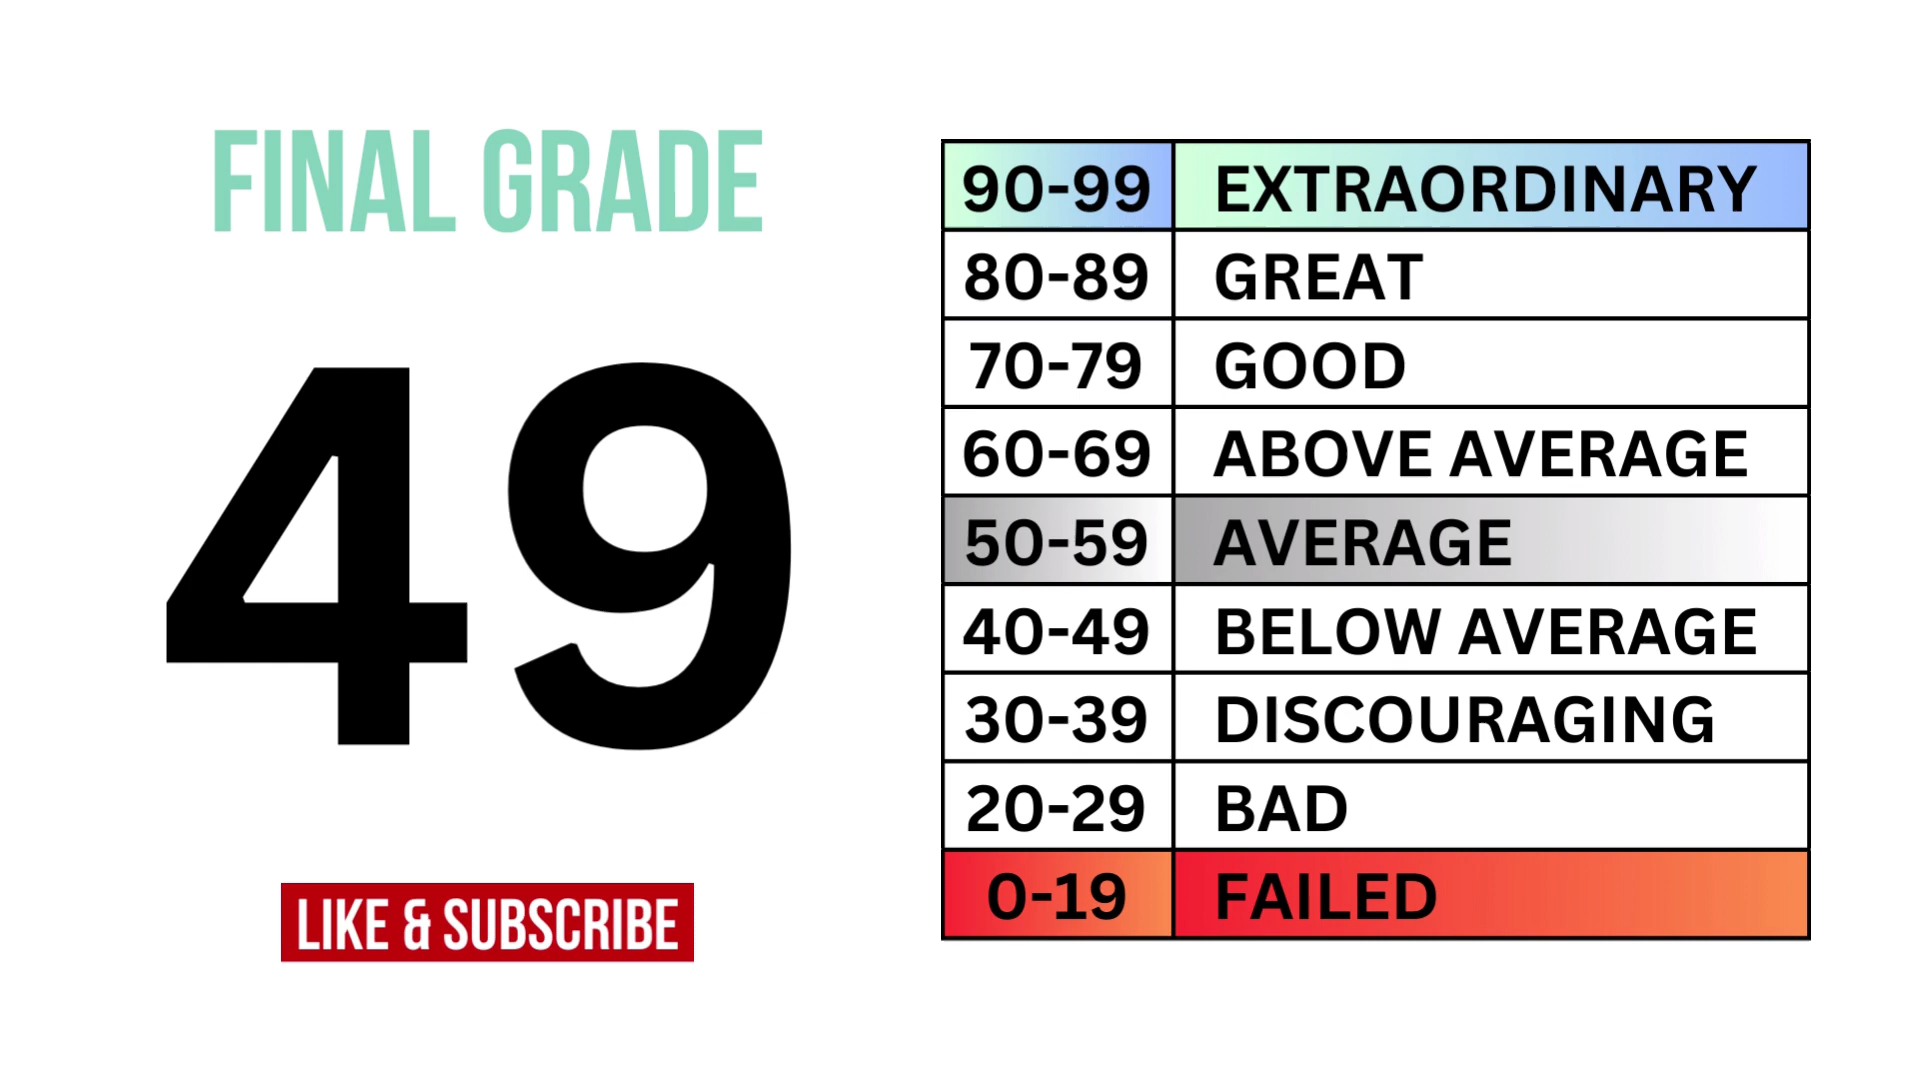 FINAL GRADE
49
LIKE & SUBSCRIBE
90-99 EXTRAORDINARY
80-89 GREAT
70-79 GOOD
60-69 ABOVE AVERAGE
50-59 AVERAGE
40-49 BELOW AVERAGE
30-39 DISCOURAGING
20-29 BAD
0-19 FAILED